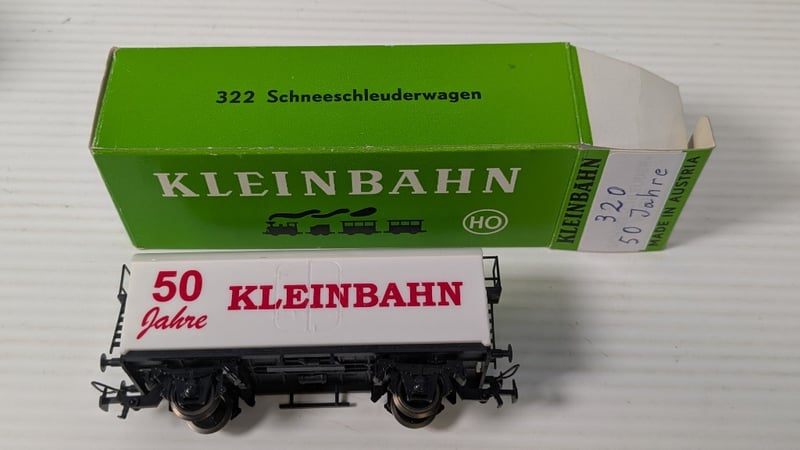 322 Schneeschleuderwagen
KLEINBAHN
HO
KLEINBAHN
320
50 Jahre
MADE IN AUSTRIA
50
Jahre
KLEINBAHN